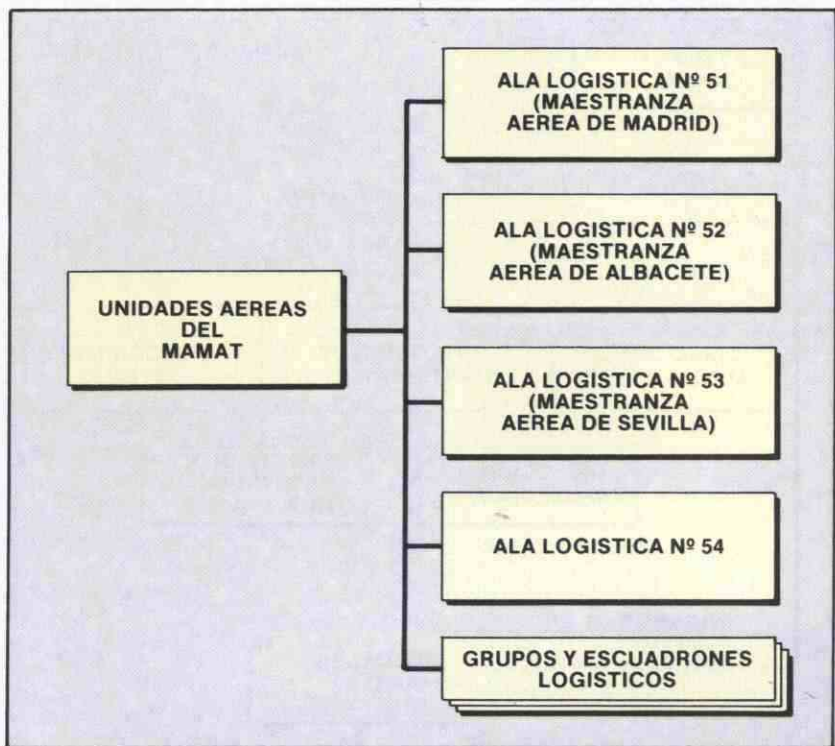 UNIDADES AEREAS
DEL
MAMAT
ALA LOGISTICA Nº 51
(MAESTRANZA
AEREA DE MADRID)
ALA LOGISTICA Nº 52
(MAESTRANZA
AEREA DE ALBACETE)
ALA LOGISTICA Nº 53
(MAESTRANZA
AEREA DE SEVILLA)
ALA LOGISTICA Nº 54
GRUPOS Y ESCUADRONES
LOGISTICOS